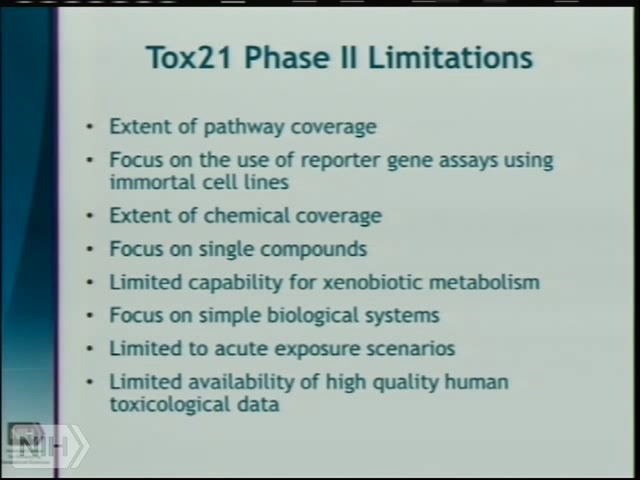 Tox21 Phase II Limitations
• Extent of pathway coverage
• Focus on the use of reporter gene assays using
immortal cell lines
• Extent of chemical coverage
• Focus on single compounds
• Limited capability for xenobiotic metabolism
• Focus on simple biological systems
• Limited to acute exposure scenarios
• Limited availability of high quality human
toxicological data
NIH